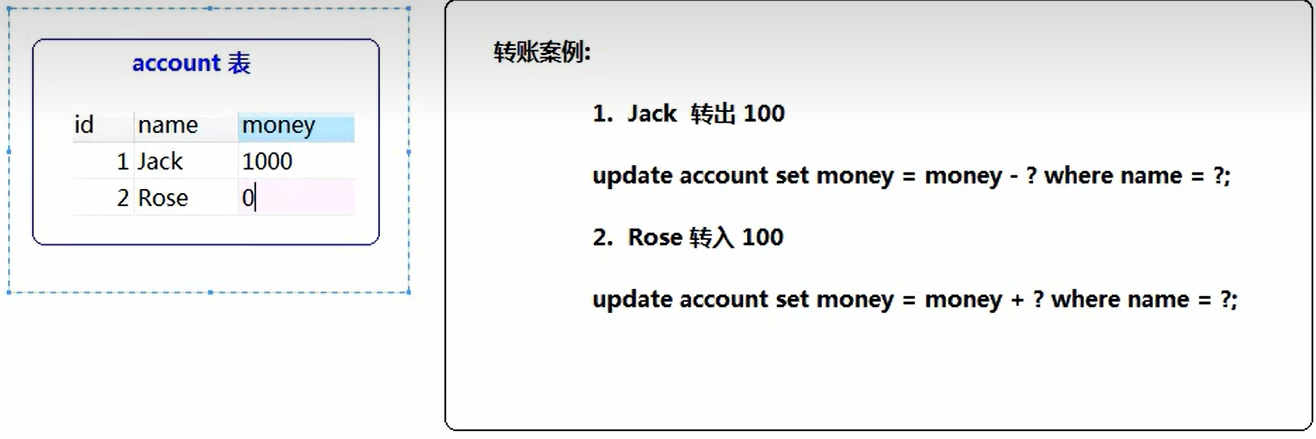 account 表
id name money
1 Jack 1000
2 Rose 0
转账案例:
1. Jack 转出 100
update account set money = money - ? where name = ?;
2. Rose 转入 100
update account set money = money + ? where name = ?;